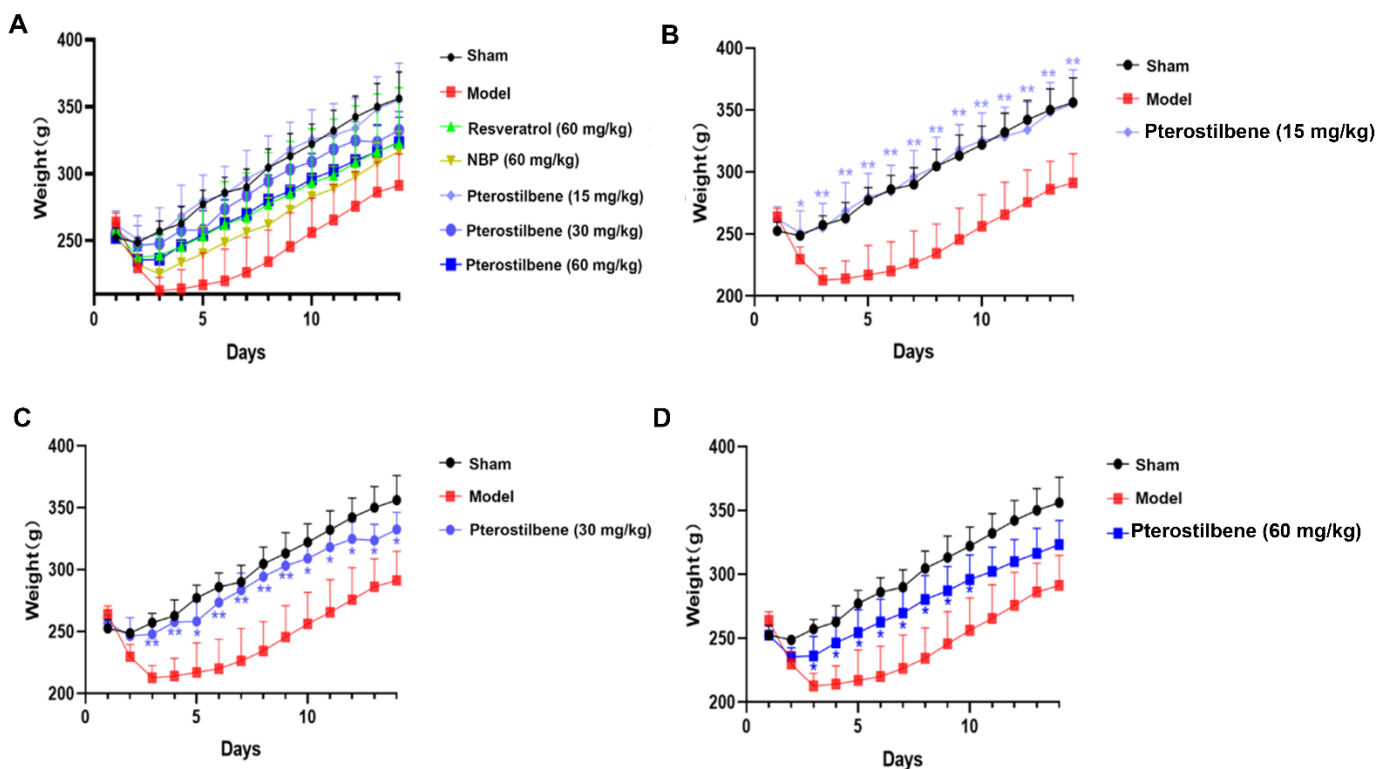 A
400
350
300
250
Weight(g)
0
5
10
Days
Sham
Model
Resveratrol (60 mg/kg)
NBP (60 mg/kg)
Pterostilbene (15 mg/kg)
Pterostilbene (30 mg/kg)
Pterostilbene (60 mg/kg)
B
400
350
300
250
200
Weight(g)
0
5
10
Days
** ** ** ** ** ** ** ** ** ** ** * **
Sham
Model
Pterostilbene (15 mg/kg)
C
400
350
300
250
200
Weight(g)
0
5
10
Days
** ** * ** ** ** ** * * * * *
Sham
Model
Pterostilbene (30 mg/kg)
D
400
350
300
250
200
Weight(g)
0
5
10
Days
* * * * * * * *
Sham
Model
Pterostilbene (60 mg/kg)